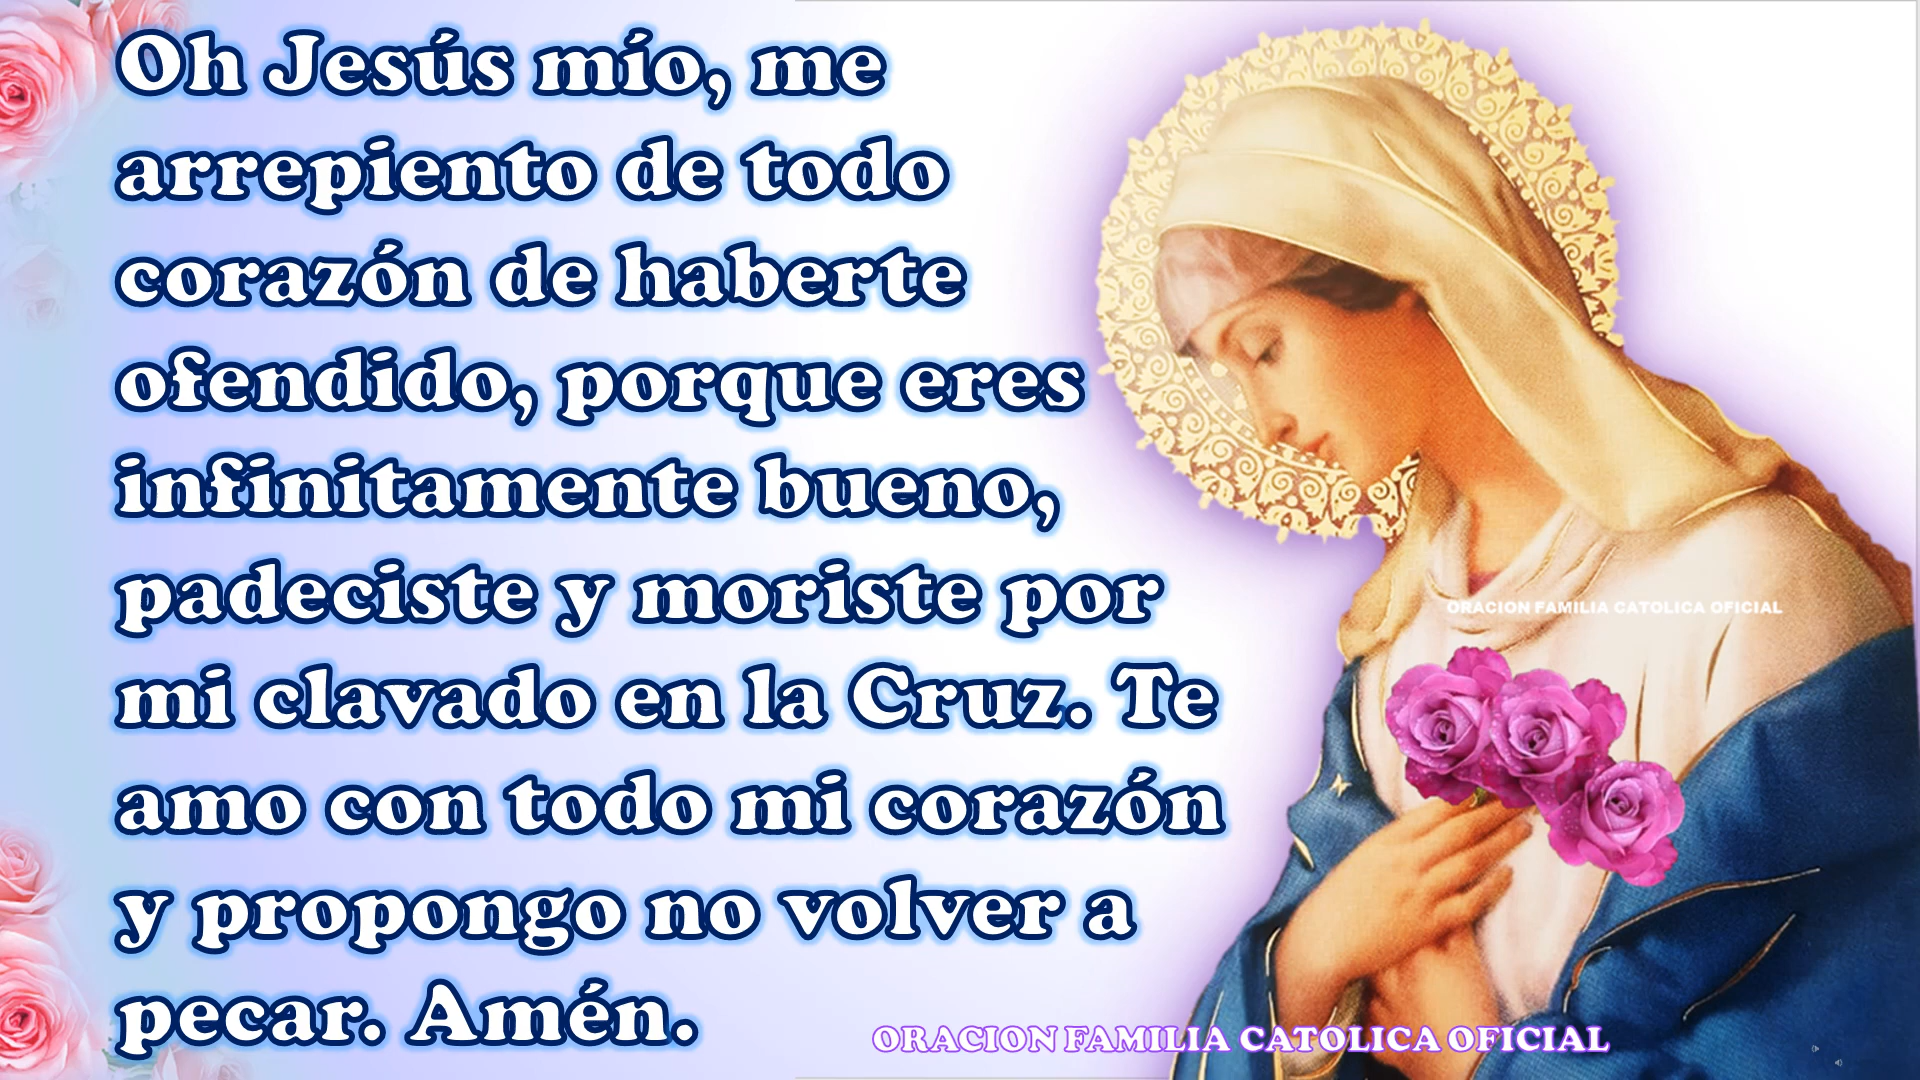 Oh Jesús mío, me
arrepiento de todo
corazón de haberte
ofendido, porque eres
infinitamente bueno,
padeciste y moriste por
mi clavado en la Cruz. Te
amo con todo mi corazón
y propongo no volver a
pecar. Amén.
ORACION FAMILIA CATOLICA OFICIAL
ORACION FAMILIA CATOLICA OFICIAL